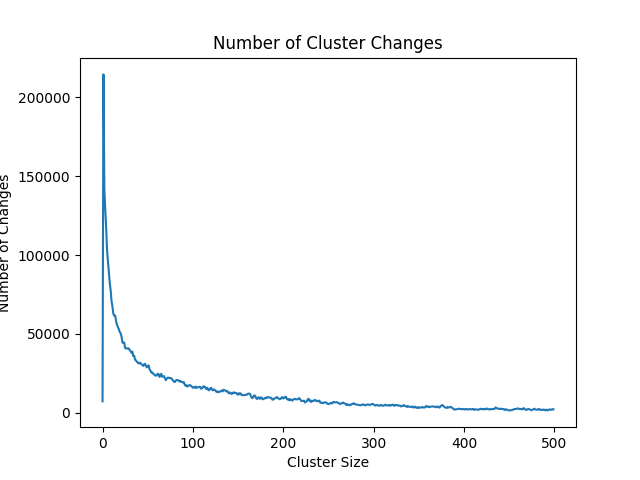 Number of Cluster Changes
200000
150000
100000
50000
0
Number of Changes
0 100 200 300 400 500
Cluster Size